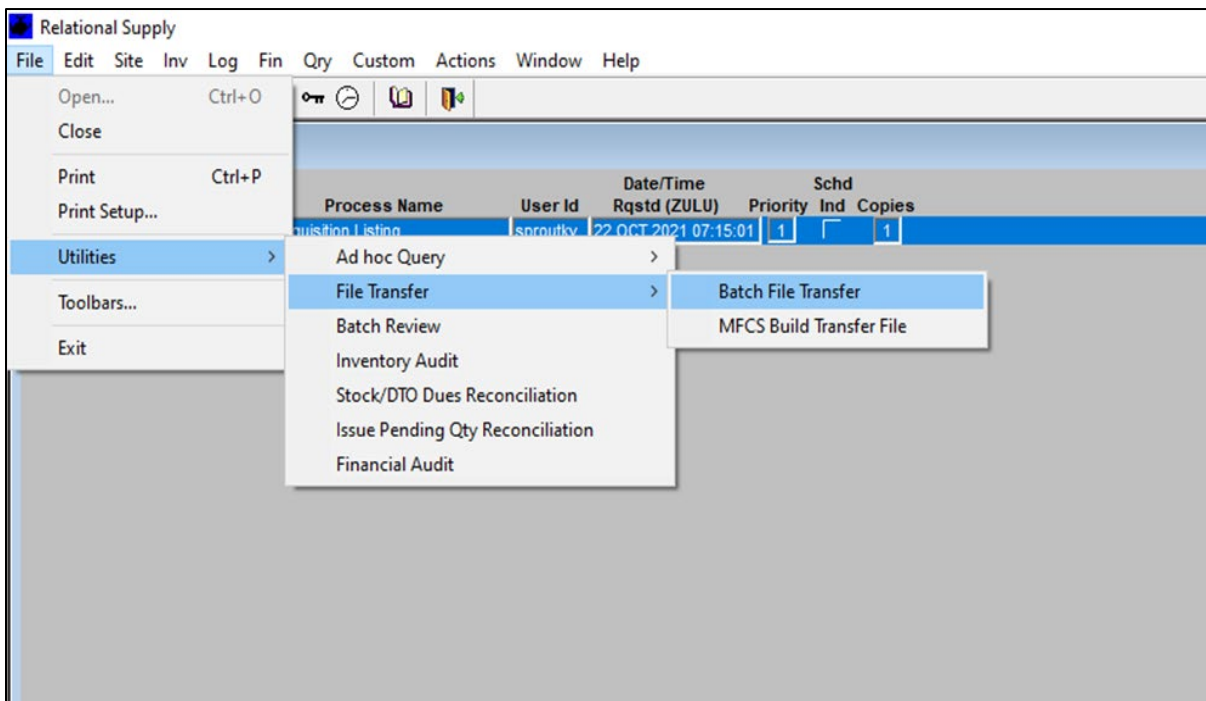 Relational Supply
File Edit Site Inv Log Fin Qry Custom Actions Window Help
Open... Ctrl+O
Close
Print Ctrl+P
Print Setup...
Utilities
Toolbars...
Exit
Date/Time Schd
Process Name User Id Rqstd (ZULU) Priority Ind Copies
quisition Listing sproutky 22 OCT 2021 07:15:01 1 1
Ad hoc Query
File Transfer
Batch Review
Inventory Audit
Stock/DTO Dues Reconciliation
Issue Pending Qty Reconciliation
Financial Audit
Batch File Transfer
MFCS Build Transfer File